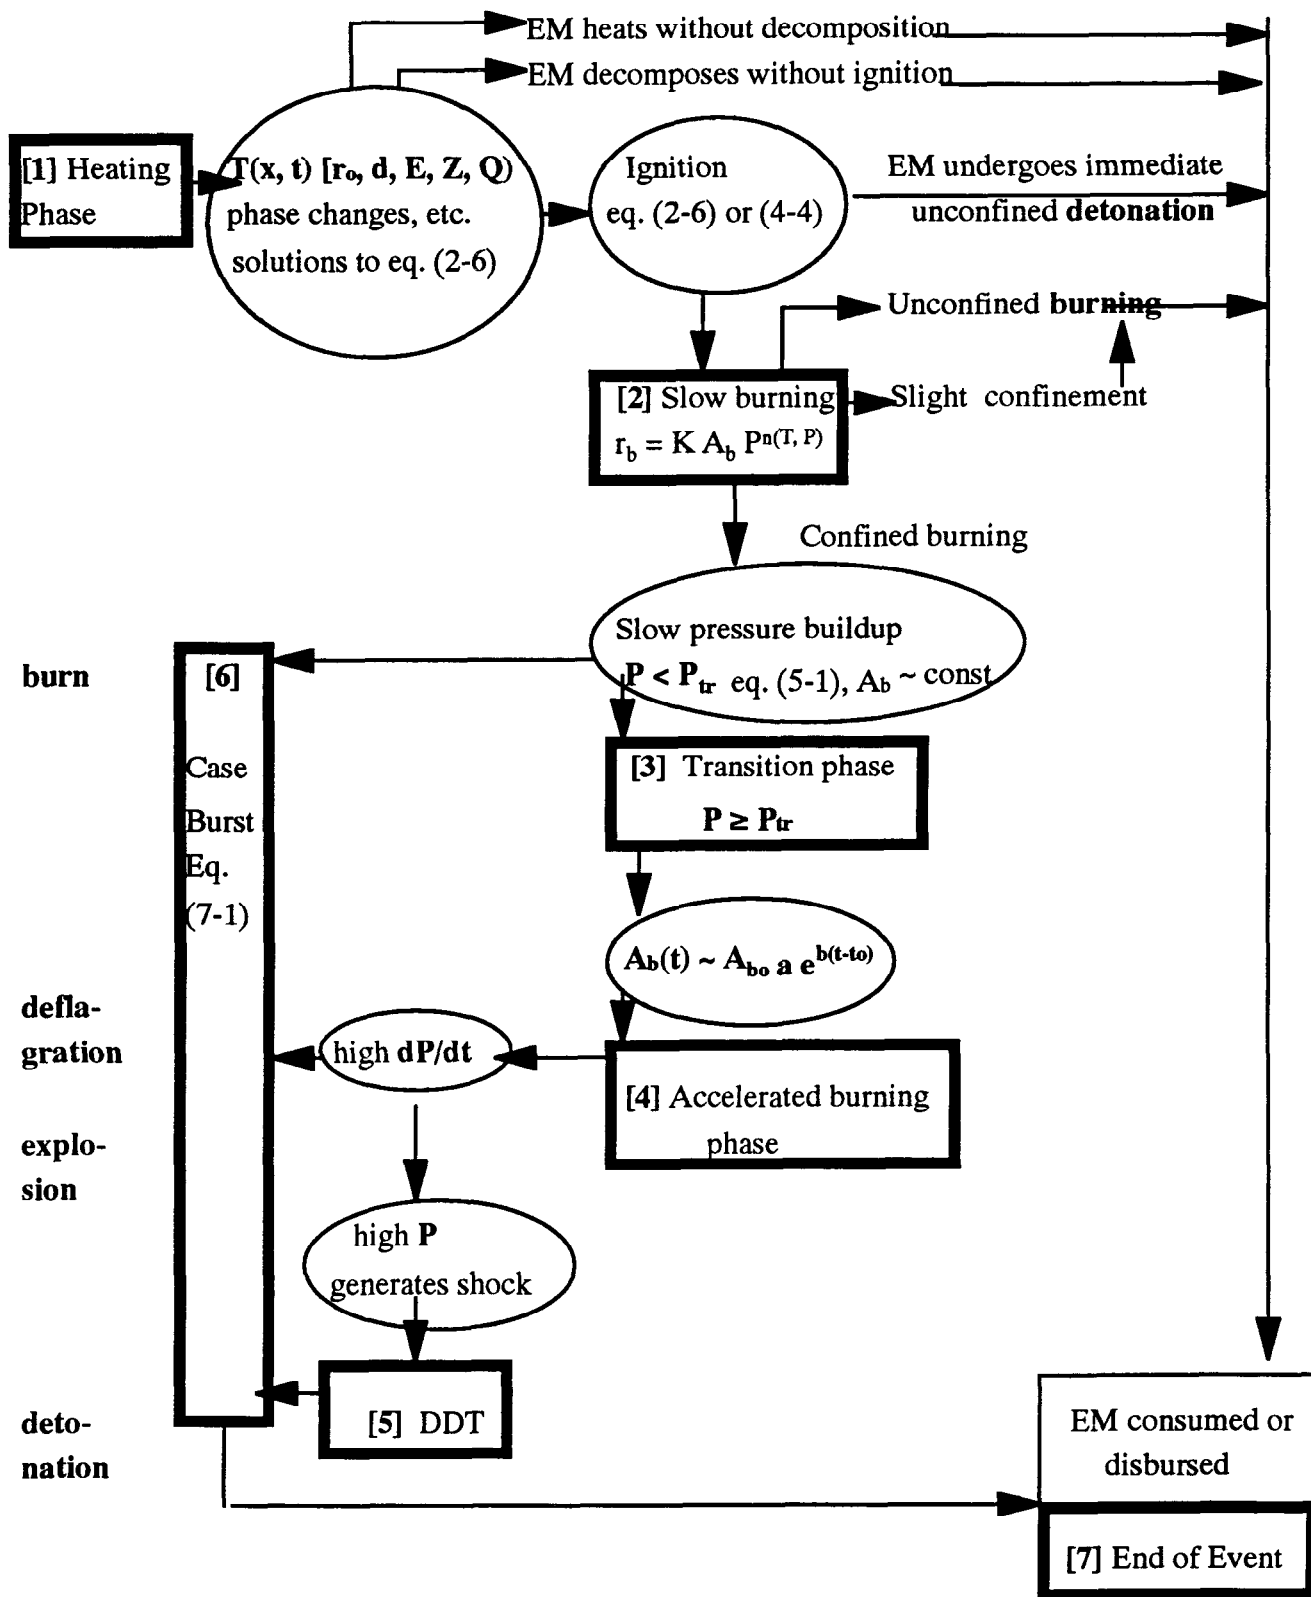 EM heats without decomposition
EM decomposes without ignition
[1] Heating
Phase
T(x, t) [rₒ, d, E, Z, Q)
phase changes, etc.
solutions to eq. (2-6)
Ignition
eq. (2-6) or (4-4)
EM undergoes immediate
unconfined detonation
Unconfined burning
[2] Slow burning
r_b = K A_b P^n(T, P)
Slight confinement
Confined burning
Slow pressure buildup
P < P_tr eq. (5-1), A_b ~ const
burn
[6]
Case
Burst
Eq.
(7-1)
[3] Transition phase
P ≥ Ptr
Ab(t) ~ A_bo a e^b(t-to)
defla-
gration
high dP/dt
[4] Accelerated burning
phase
explo-
sion
high P
generates shock
[5] DDT
deto-
nation
EM consumed or
disbursed
[7] End of Event